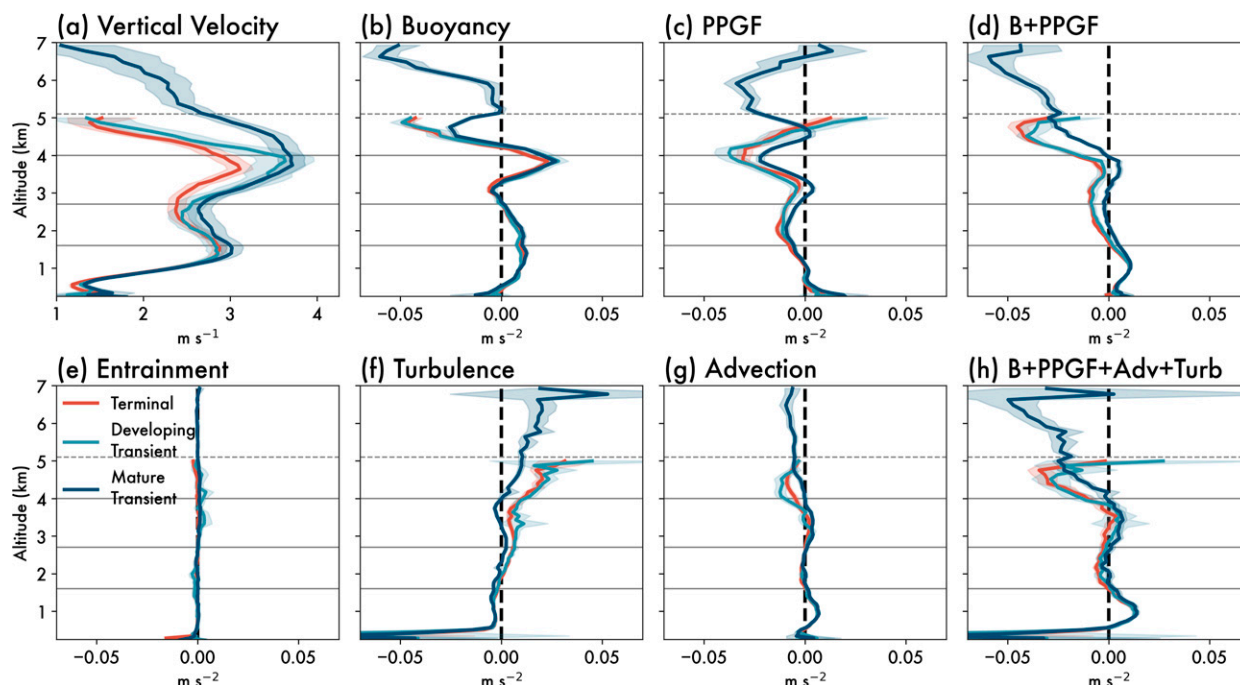 (a) Vertical Velocity
(b) Buoyancy
(c) PPGF
(d) B+PPGF
Altitude (km)
7
6
5
4
3
2
1
1 2 3 4
m s⁻¹
−0.05 0.00 0.05
m s⁻²
−0.05 0.00 0.05
m s⁻²
−0.05 0.00 0.05
m s⁻²
(e) Entrainment
(f) Turbulence
(g) Advection
(h) B+PPGF+Adv+Turb
Altitude (km)
7
6
5
4
3
2
1
Terminal
Developing
Transient
Mature
Transient
−0.05 0.00 0.05
m s⁻²
−0.05 0.00 0.05
m s⁻²
−0.05 0.00 0.05
m s⁻²
−0.05 0.00 0.05
m s⁻²